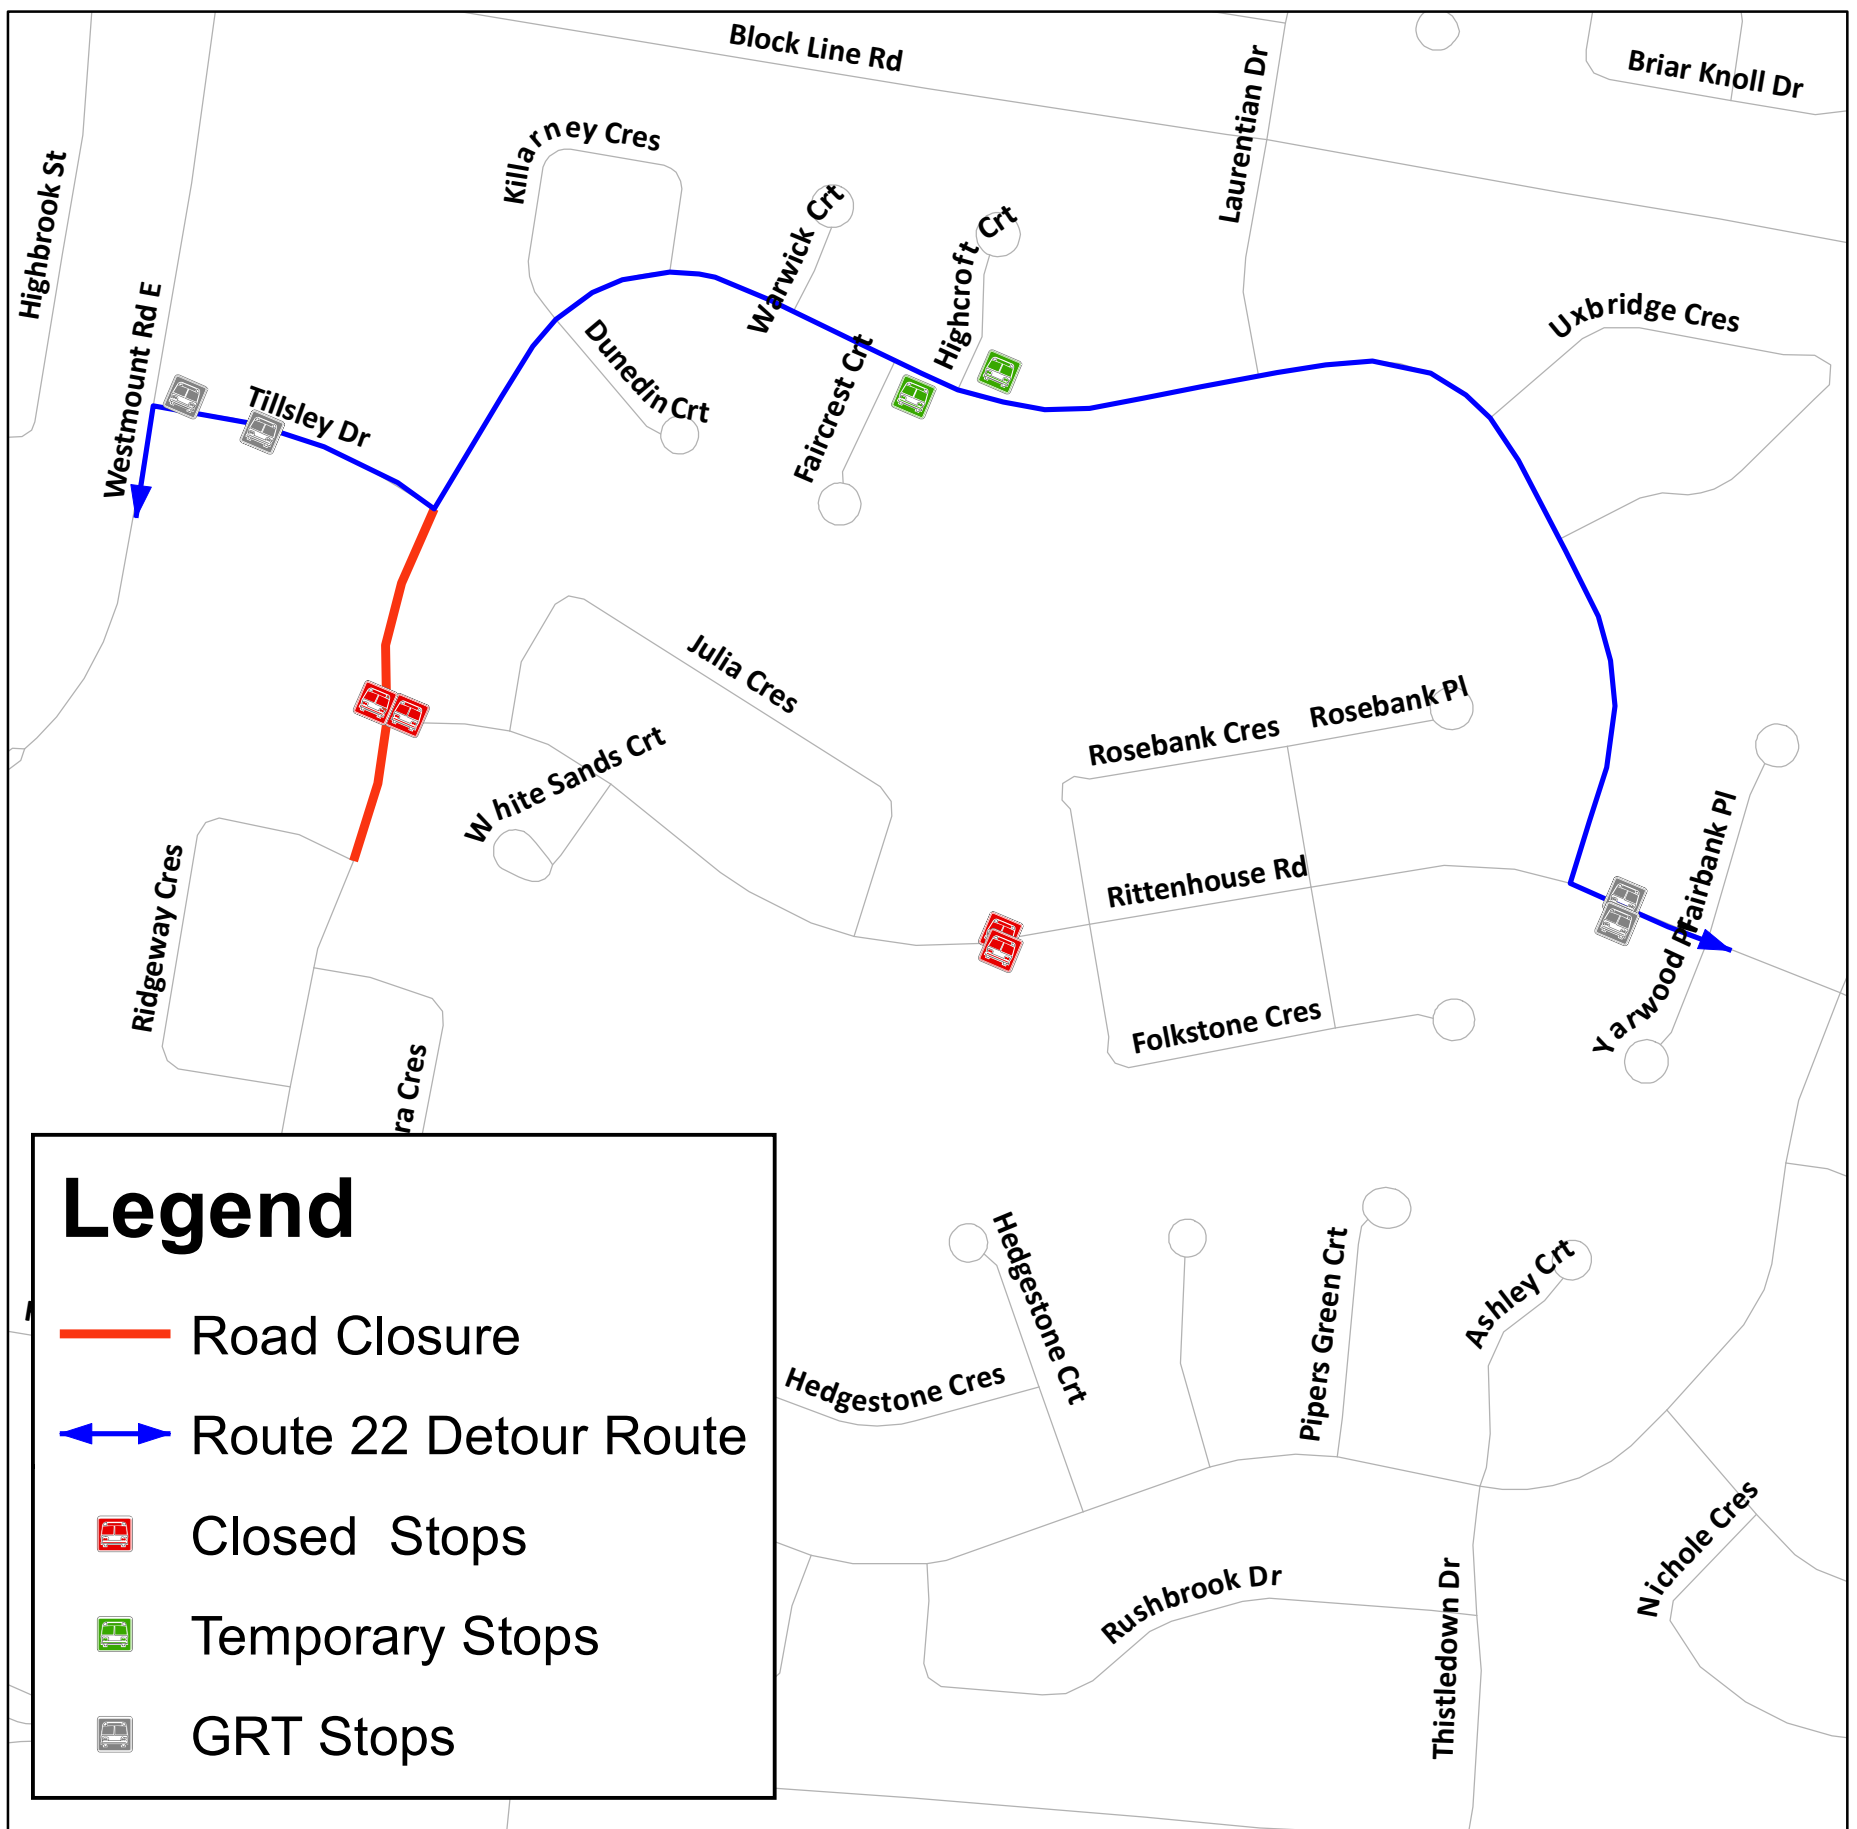 Block Line Rd
Briar Knoll Dr
Laurentian Dr
Killarney Cres
Highbrook St
Warwick Crt
Highcroft Crt
Uxbridge Cres
Westmount Rd E
Dunedin Crt
Faircrest Crt
Tillsley Dr
Julia Cres
Rosebank Cres
Rosebank Pl
White Sands Crt
Fairbank Pl
Ridgeway Cres
Rittenhouse Rd
Yarwood Pl
Folkstone Cres
ra Cres
Hedgestone Crt
Pipers Green Crt
Ashley Crt
Hedgestone Cres
Nichole Cres
Rushbrook Dr
Thistledown Dr
Legend
Road Closure
Route 22 Detour Route
Closed Stops
Temporary Stops
GRT Stops